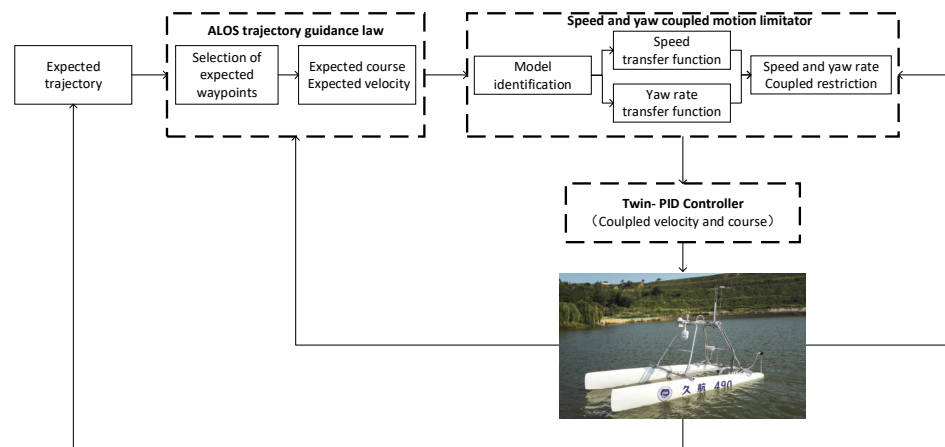 ALOS trajectory guidance law
Speed and yaw coupled motion limitator
Expected
trajectory
Selection of
expected
waypoints
Expected course
Expected velocity
Model
identification
Speed
transfer function
Yaw rate
transfer function
Speed and yaw rate
Coupled restriction
Twin- PID Controller
（Coulpled velocity and course）
久航 490